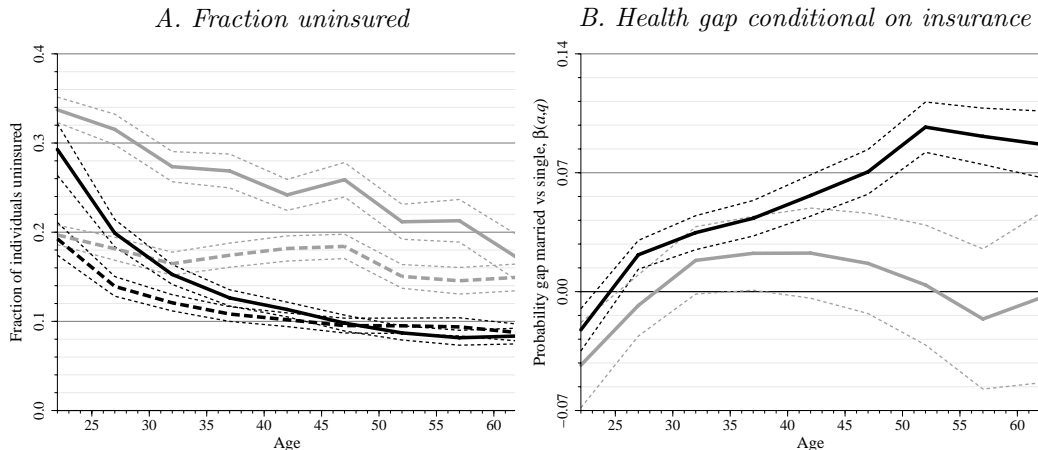 A. Fraction uninsured
Fraction of individuals uninsured
0.4
0.3
0.2
0.1
0.0
25 30 35 40 45 50 55 60
Age
B. Health gap conditional on insurance
Probability gap married vs single, β(a,q)
0.14
0.07
0.00
−0.07
25 30 35 40 45 50 55 60
Age